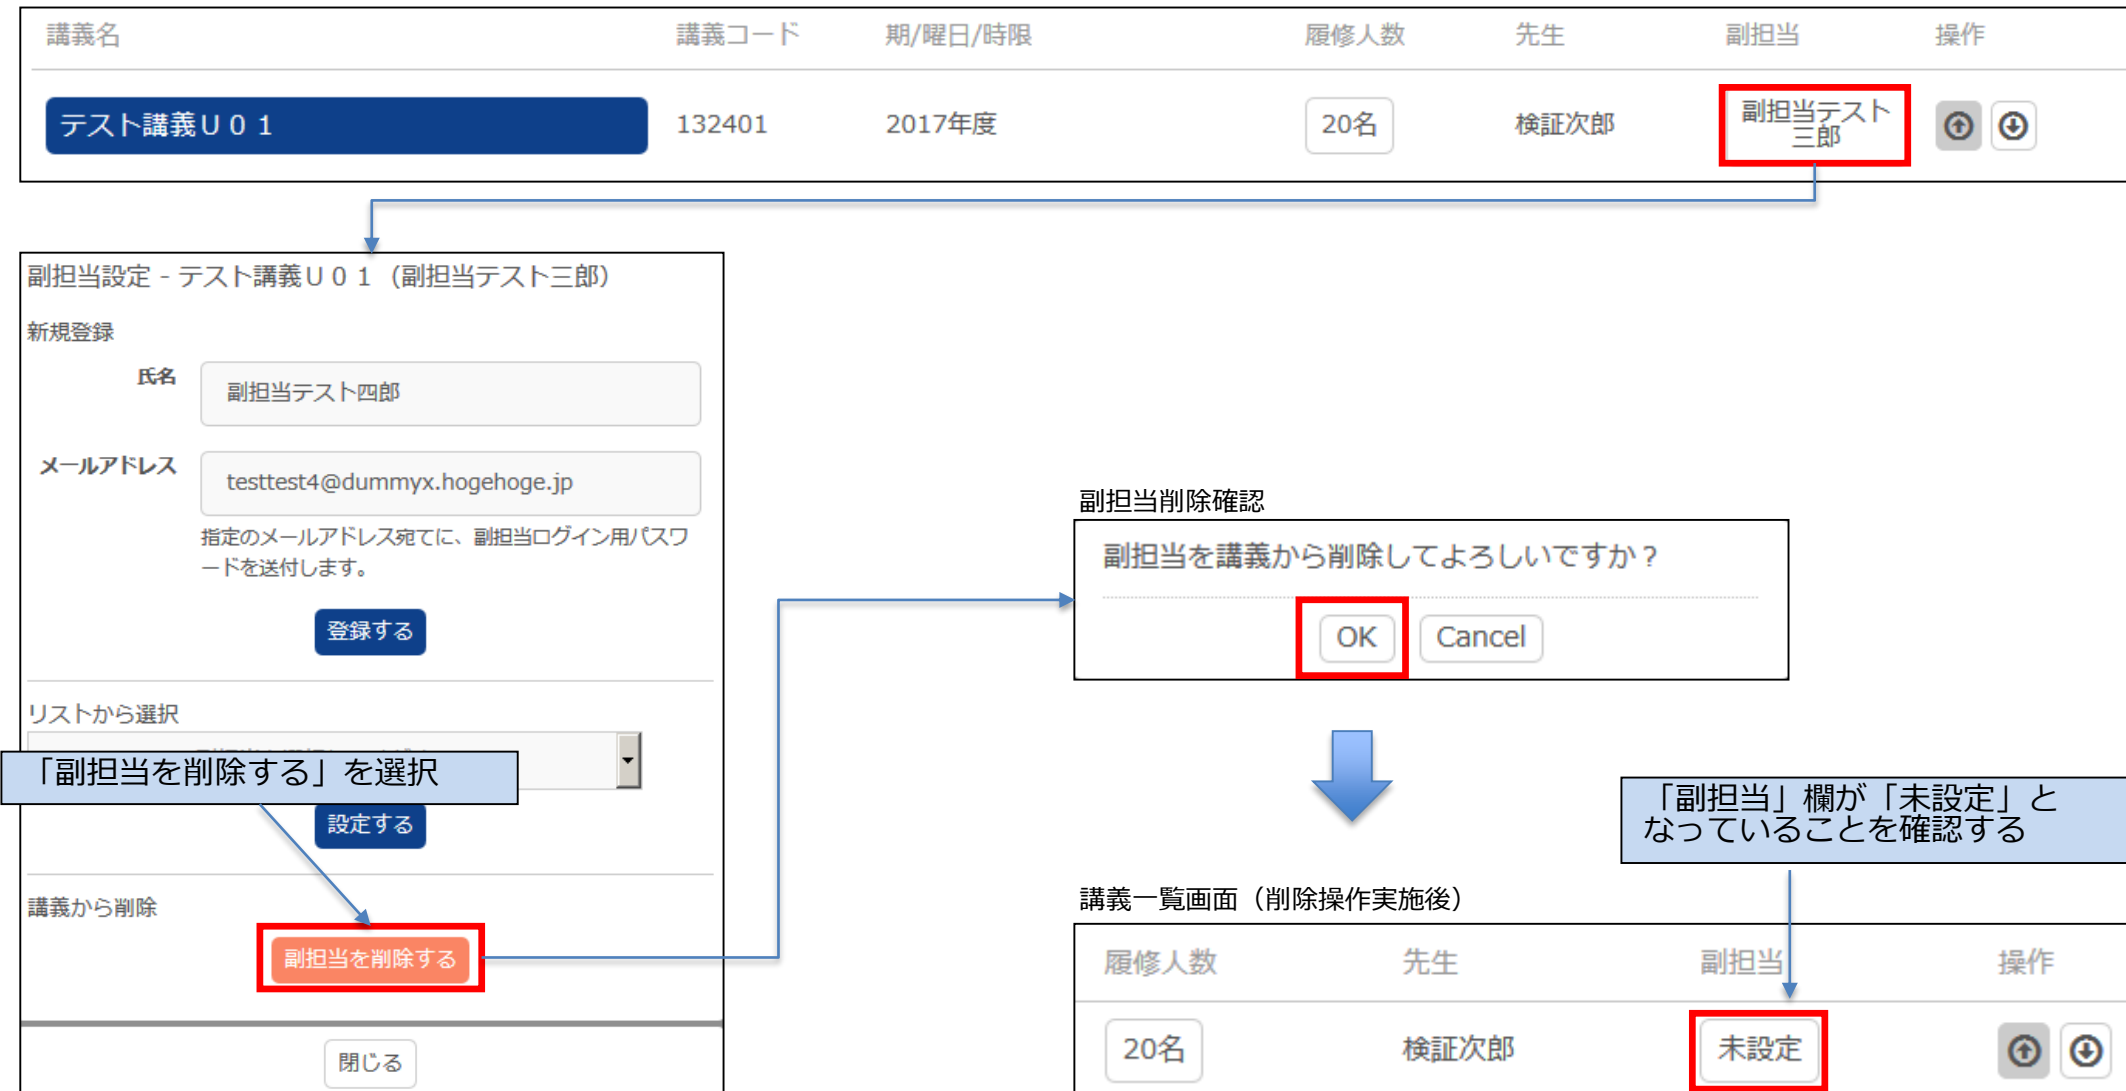 講義名 講義コード 期/曜日/時限 履修人数 先生 副担当 操作
テスト講義Ｕ０１ 132401 2017年度 20名 検証次郎 副担当テスト
三郎
副担当設定 - テスト講義Ｕ０１（副担当テスト三郎）
新規登録
氏名 副担当テスト四郎
メールアドレス testtest4@dummyx.hogehoge.jp
指定のメールアドレス宛てに、副担当ログイン用パスワ
ードを送付します。
登録する
リストから選択
「副担当を削除する」を選択
設定する
講義から削除
副担当を削除する
閉じる
副担当削除確認
副担当を講義から削除してよろしいですか？
OK Cancel
「副担当」欄が「未設定」と
なっていることを確認する
講義一覧画面（削除操作実施後）
履修人数 先生 副担当 操作
20名 検証次郎 未設定